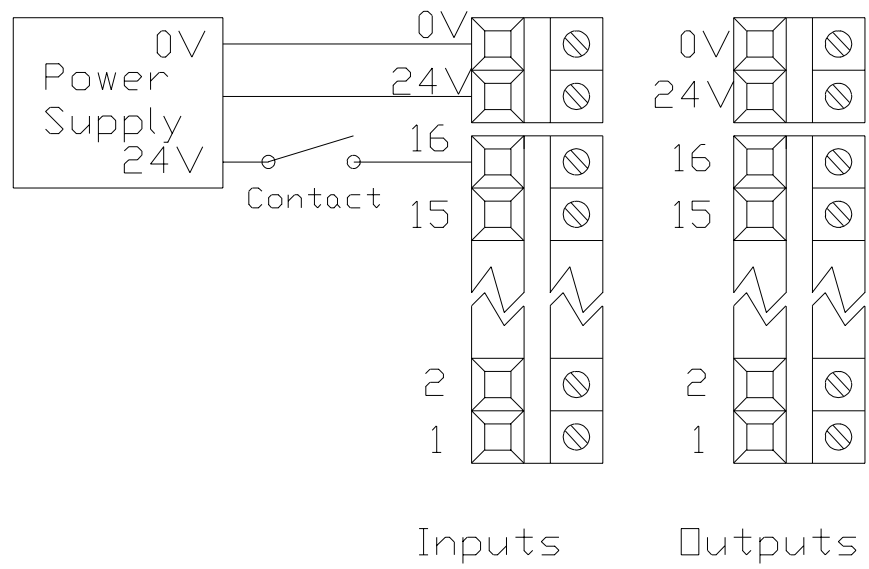 0V
Power
Supply
24V
Contact
0V
24V
16
15
2
1
Inputs
0V
24V
16
15
2
1
Outputs